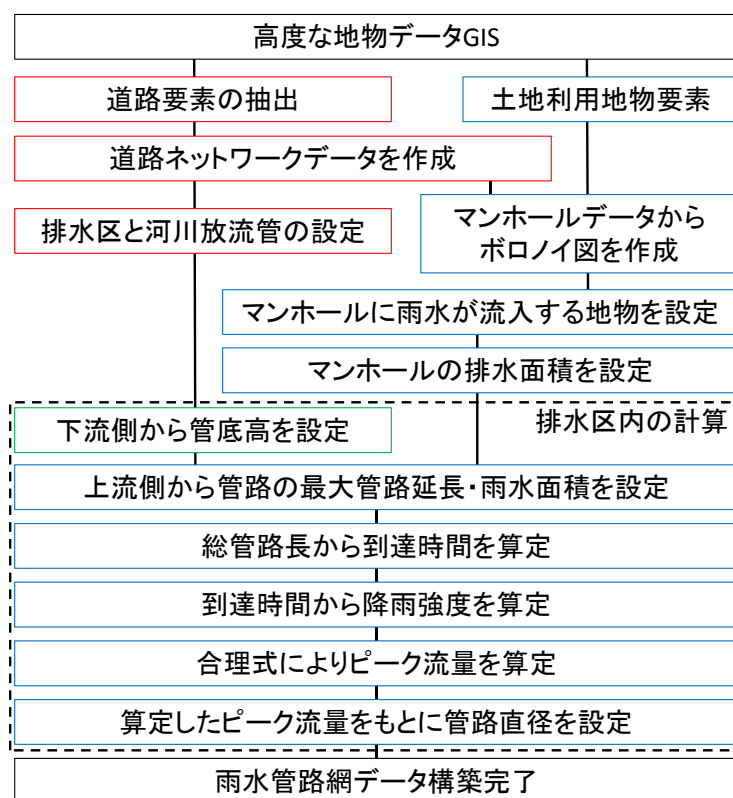 高度な地物データGIS
道路要素の抽出
土地利用地物要素
道路ネットワークデータを作成
排水区と河川放流管の設定
マンホールデータから
ボロノイ図を作成
マンホールに雨水が流入する地物を設定
マンホールの排水面積を設定
排水区内の計算
下流側から管底高を設定
上流側から管路の最大管路延長・雨水面積を設定
総管路長から到達時間を算定
到達時間から降雨強度を算定
合理式によりピーク流量を算定
算定したピーク流量をもとに管路直径を設定
雨水管路網データ構築完了